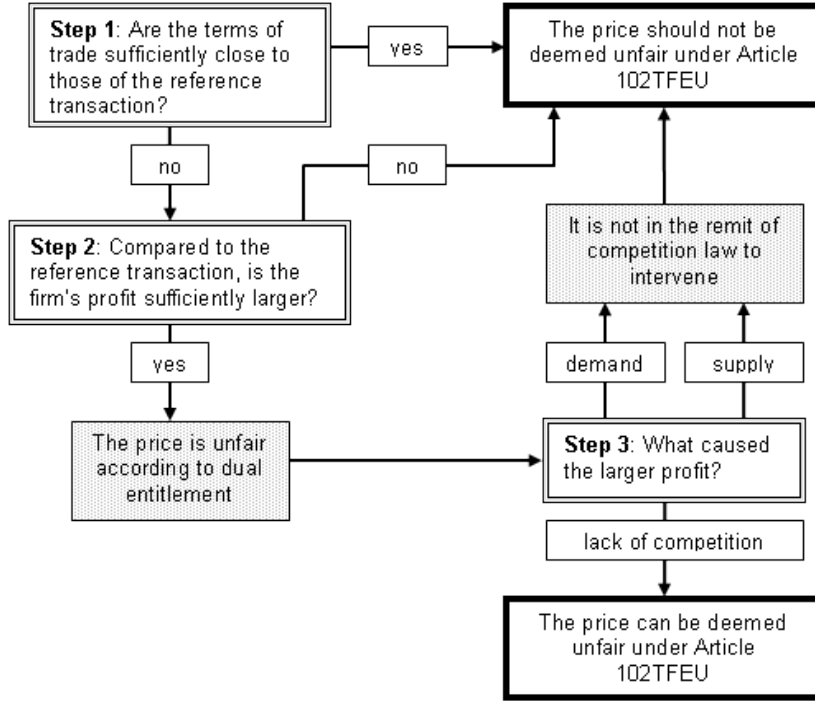 Step 1: Are the terms of
trade sufficiently close to
those of the reference
transaction?
yes
The price should not be
deemed unfair under Article
102TFEU
no
no
Step 2: Compared to the
reference transaction, is the
firm's profit sufficiently larger?
It is not in the remit of
competition law to
intervene
yes
demand
supply
The price is unfair
according to dual
entitlement
Step 3: What caused
the larger profit?
lack of competition
The price can be deemed
unfair under Article
102TFEU